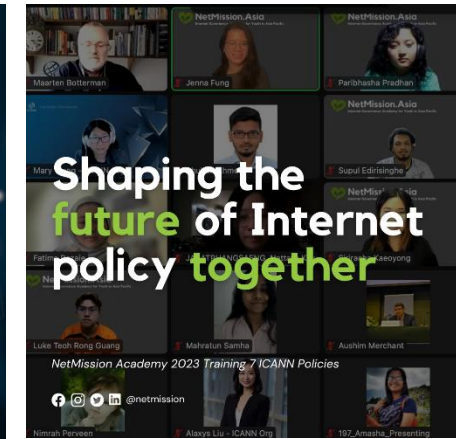 NetMission.Asia
NetMission.Asia
Maarten Botterman
Jenna Fung
Paribhasha Pradhan
NetMission.Asia
Mary
Supul Edirisinghe
Shaping the
future of Internet
policy together
Luke Teoh Rong Guang
Mahratun Samha
Aushim Merchant
NetMission Academy 2023 Training 7 ICANN Policies
@netmission
Nimrah Perveen
Alaxys Liu - ICANN Org
197_Amasha_Presenting